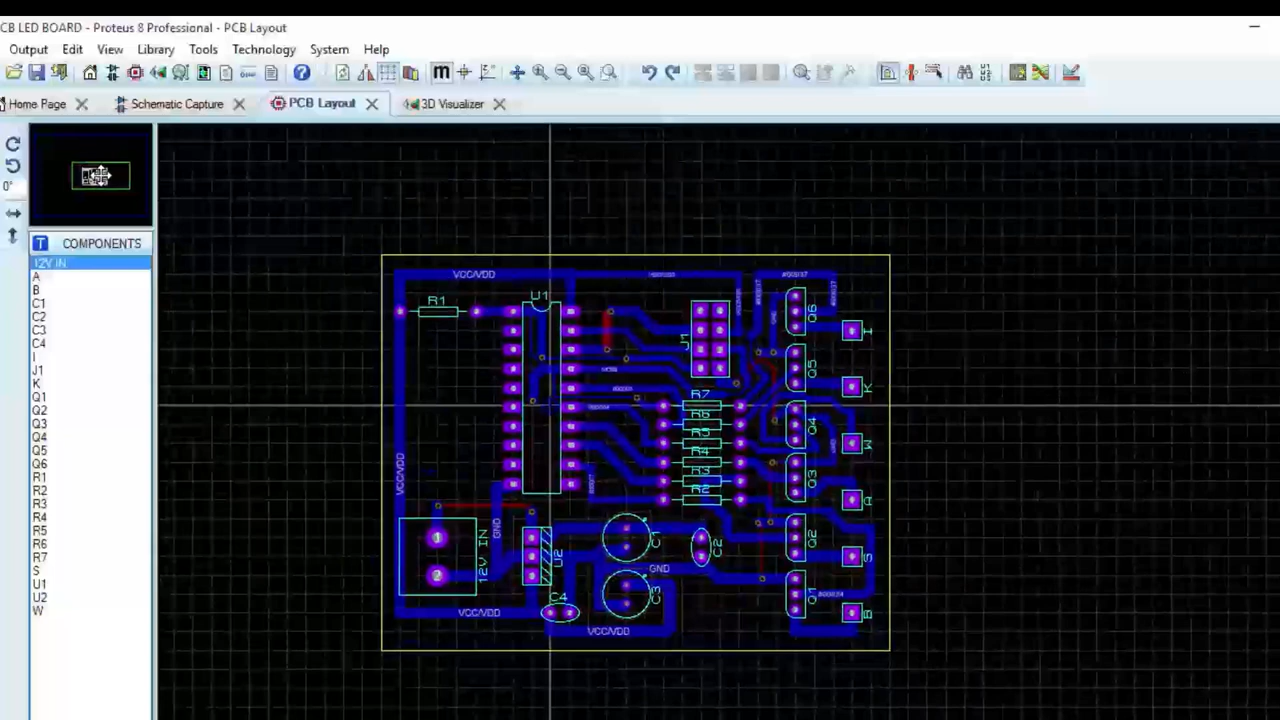 CB LED BOARD - Proteus 8 Professional - PCB Layout
Output Edit View Library Tools Technology System Help
Home Page Schematic Capture PCB Layout 3D Visualizer
0°
T COMPONENTS
12V IN
A
B
C1
C2
C3
C4
I
J1
K
Q1
Q2
Q3
Q4
Q5
Q6
R1
R2
R3
R4
R5
R6
R7
S
U1
U2
W
VCC/VDD
R1
U1
J1
Q6
I
Q5
K
R7
R6
Q4
W
R5
R4
Q3
R3
A
R2
VCC/VDD
GND
1
2
12V IN
U2
C1
C2
Q2
S
GND
C3
C4
Q1
B
VCC/VDD
VCC/VDD